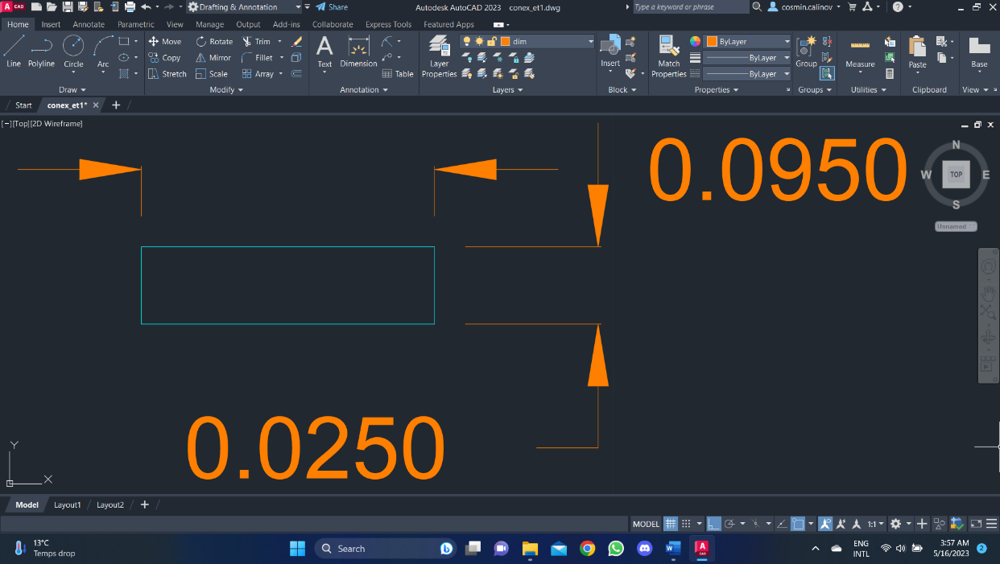 A CAD Drafting & Annotation Share Autodesk AutoCAD 2023 conex_et1.dwg Type a keyword or phrase cosmin.calinov
Home Insert Annotate Parametric View Manage Output Add-ins Collaborate Express Tools Featured Apps
Move Rotate Trim dim ByLayer
Line Polyline Circle Arc Copy Mirror Fillet Text Dimension Layer Properties Insert Match Properties ByLayer Group Measure Paste Base
Stretch Scale Array Table ByLayer
Draw Modify Annotation Layers Block Properties Groups Utilities Clipboard View
Start conex_et1*
[−][Top][2D Wireframe]
0.0950
N
W TOP E
S
Unnamed
0.0250
Y
X
Model Layout1 Layout2
MODEL 1:1
13°C
Temps drop
Search
ENG
INTL
3:57 AM
5/16/2023
2